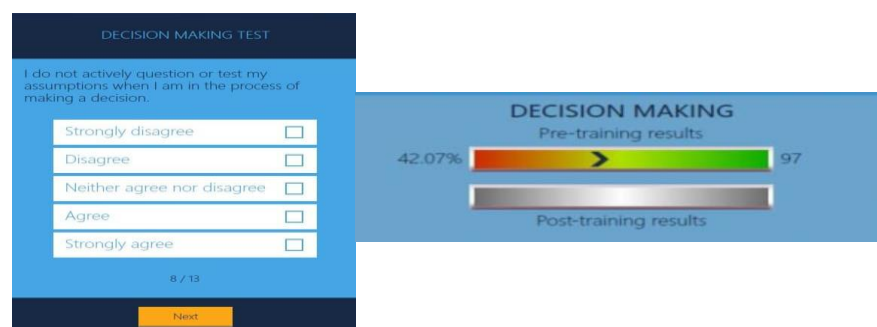 DECISION MAKING TEST
I do not actively question or test my
assumptions when I am in the process of
making a decision.
Strongly disagree
Disagree
Neither agree nor disagree
Agree
Strongly agree
8 / 13
Next
DECISION MAKING
Pre-training results
42.07% 97
Post-training results